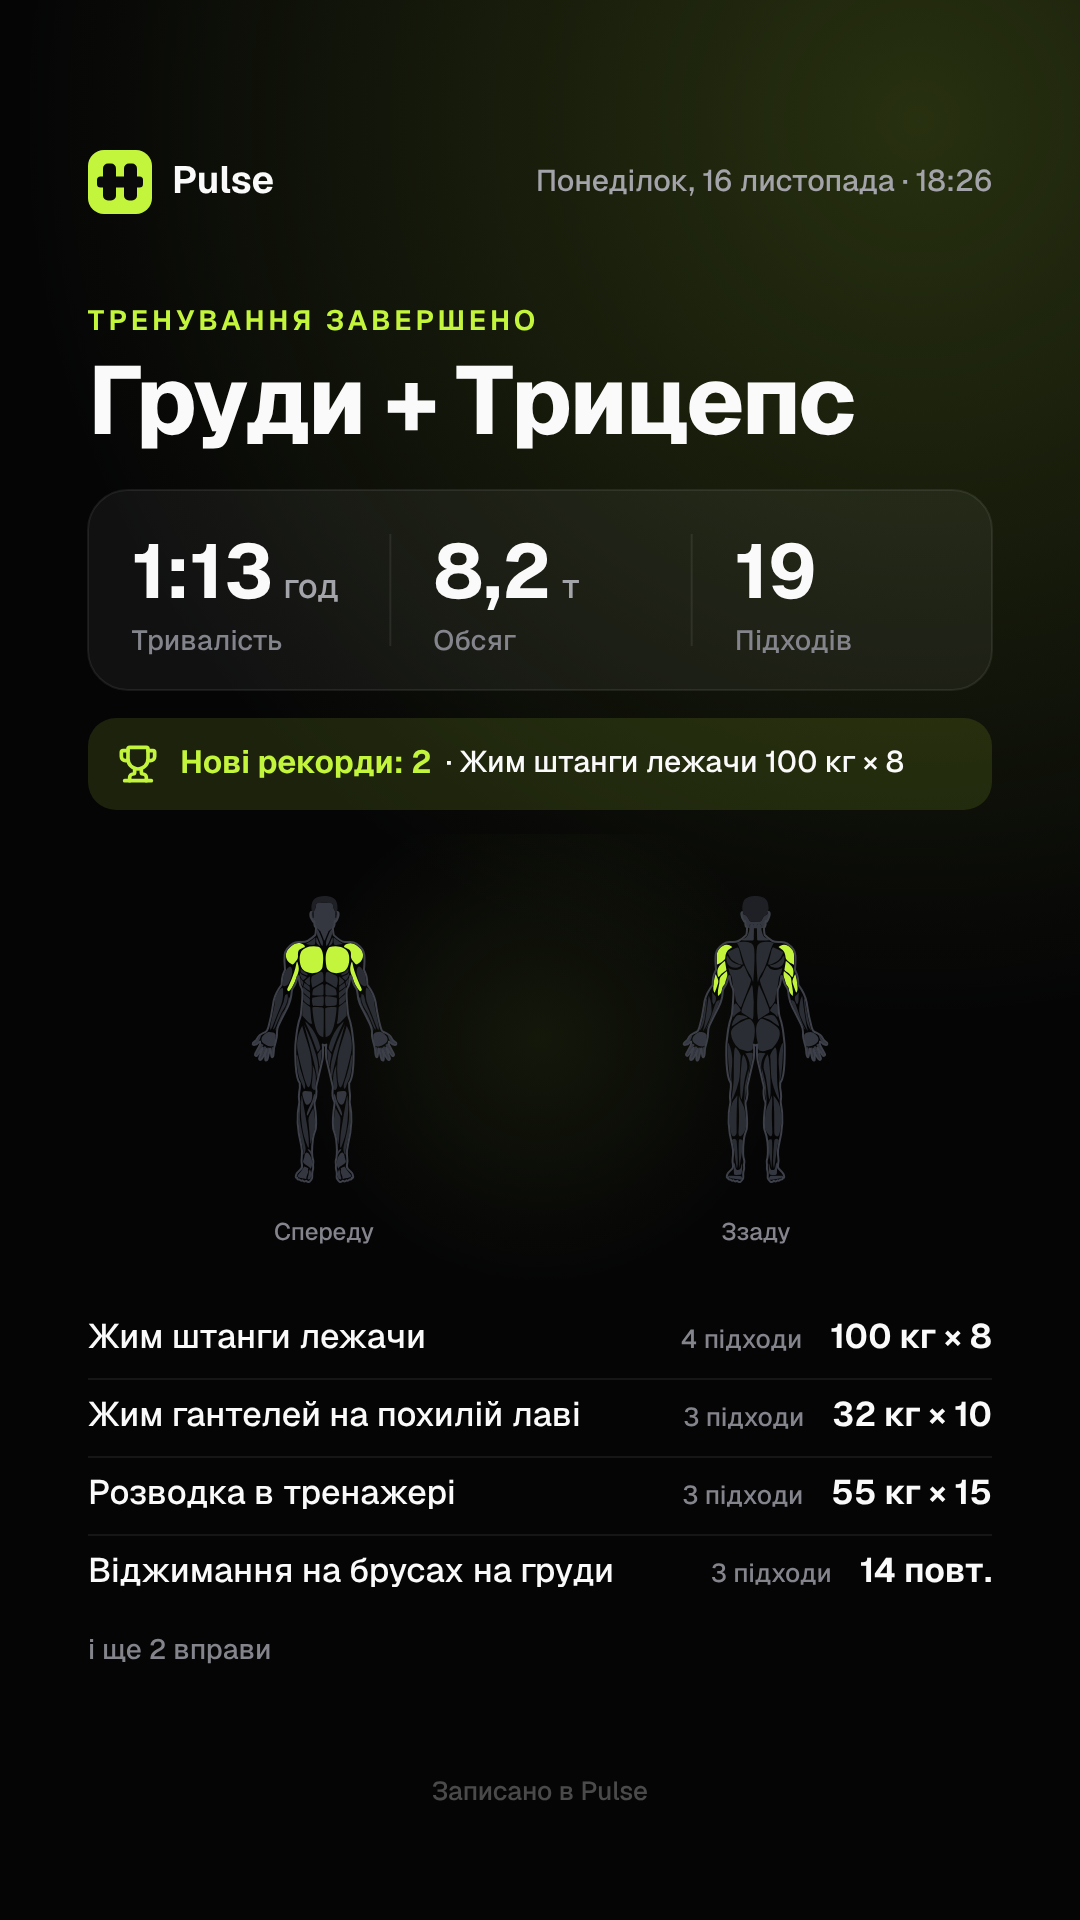 Pulse
Понеділок, 16 листопада · 18:26
ТРЕНУВАННЯ ЗАВЕРШЕНО
Груди + Трицепс
1:13 год
Тривалість
8,2 т
Обсяг
19
Підходів
Нові рекорди: 2 · Жим штанги лежачи 100 кг × 8
Спереду
Ззаду
Жим штанги лежачи 4 підходи 100 кг × 8
Жим гантелей на похилій лаві 3 підходи 32 кг × 10
Розводка в тренажері 3 підходи 55 кг × 15
Віджимання на брусах на груди 3 підходи 14 повт.
і ще 2 вправи
Записано в Pulse